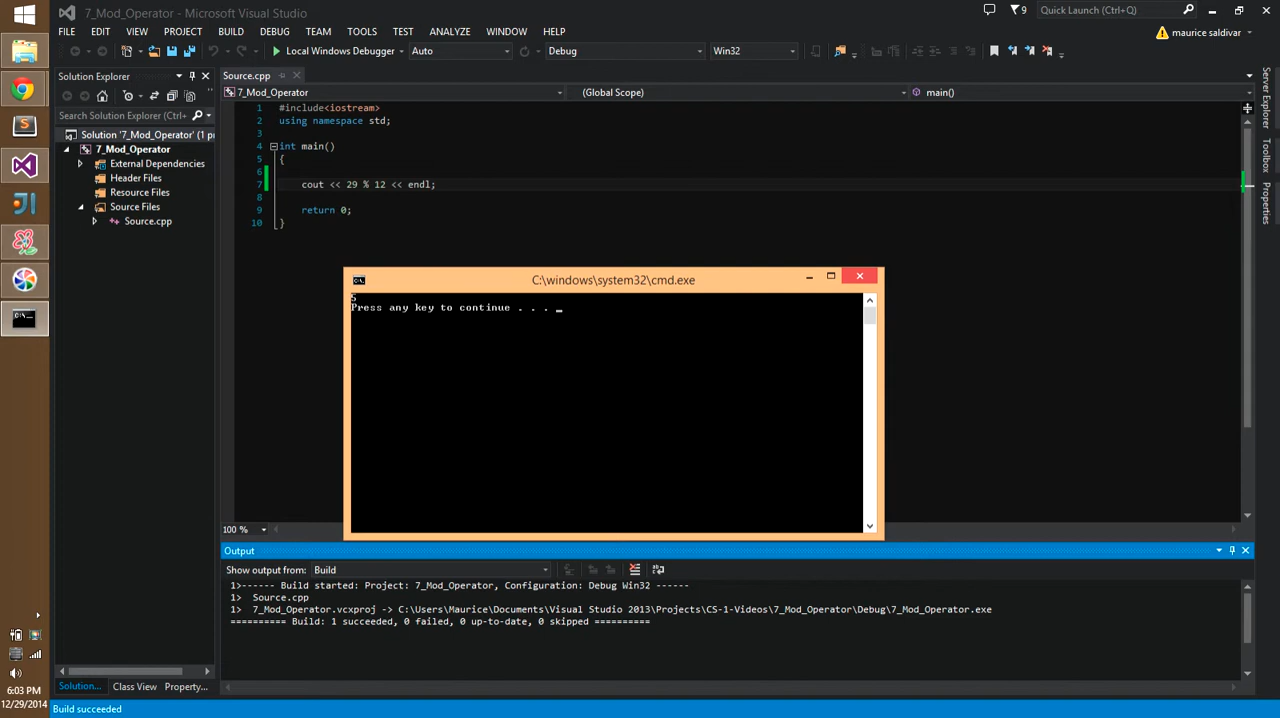 7_Mod_Operator - Microsoft Visual Studio
9
Quick Launch (Ctrl+Q)
FILE EDIT VIEW PROJECT BUILD DEBUG TEAM TOOLS TEST ANALYZE WINDOW HELP
maurice saldivar
Local Windows Debugger Auto Debug Win32
Solution Explorer
Source.cpp
7_Mod_Operator (Global Scope) main()
Search Solution Explorer (Ctrl+
Solution '7_Mod_Operator' (1 p
7_Mod_Operator
External Dependencies
Header Files
Resource Files
Source Files
Source.cpp
1 #include<iostream>
2 using namespace std;
3
4 int main()
5 {
6
7 cout << 29 % 12 << endl;
8
9 return 0;
10 }
Server Explorer
Toolbox
Properties
C:\windows\system32\cmd.exe
5
Press any key to continue . . . _
C:\_
100 %
Output
Show output from: Build
1>------ Build started: Project: 7_Mod_Operator, Configuration: Debug Win32 ------
1> Source.cpp
1> 7_Mod_Operator.vcxproj -> C:\Users\Maurice\Documents\Visual Studio 2013\Projects\CS-1-Videos\7_Mod_Operator\Debug\7_Mod_Operator.exe
========== Build: 1 succeeded, 0 failed, 0 up-to-date, 0 skipped ==========
Solution... Class View Property...
6:03 PM
12/29/2014
Build succeeded